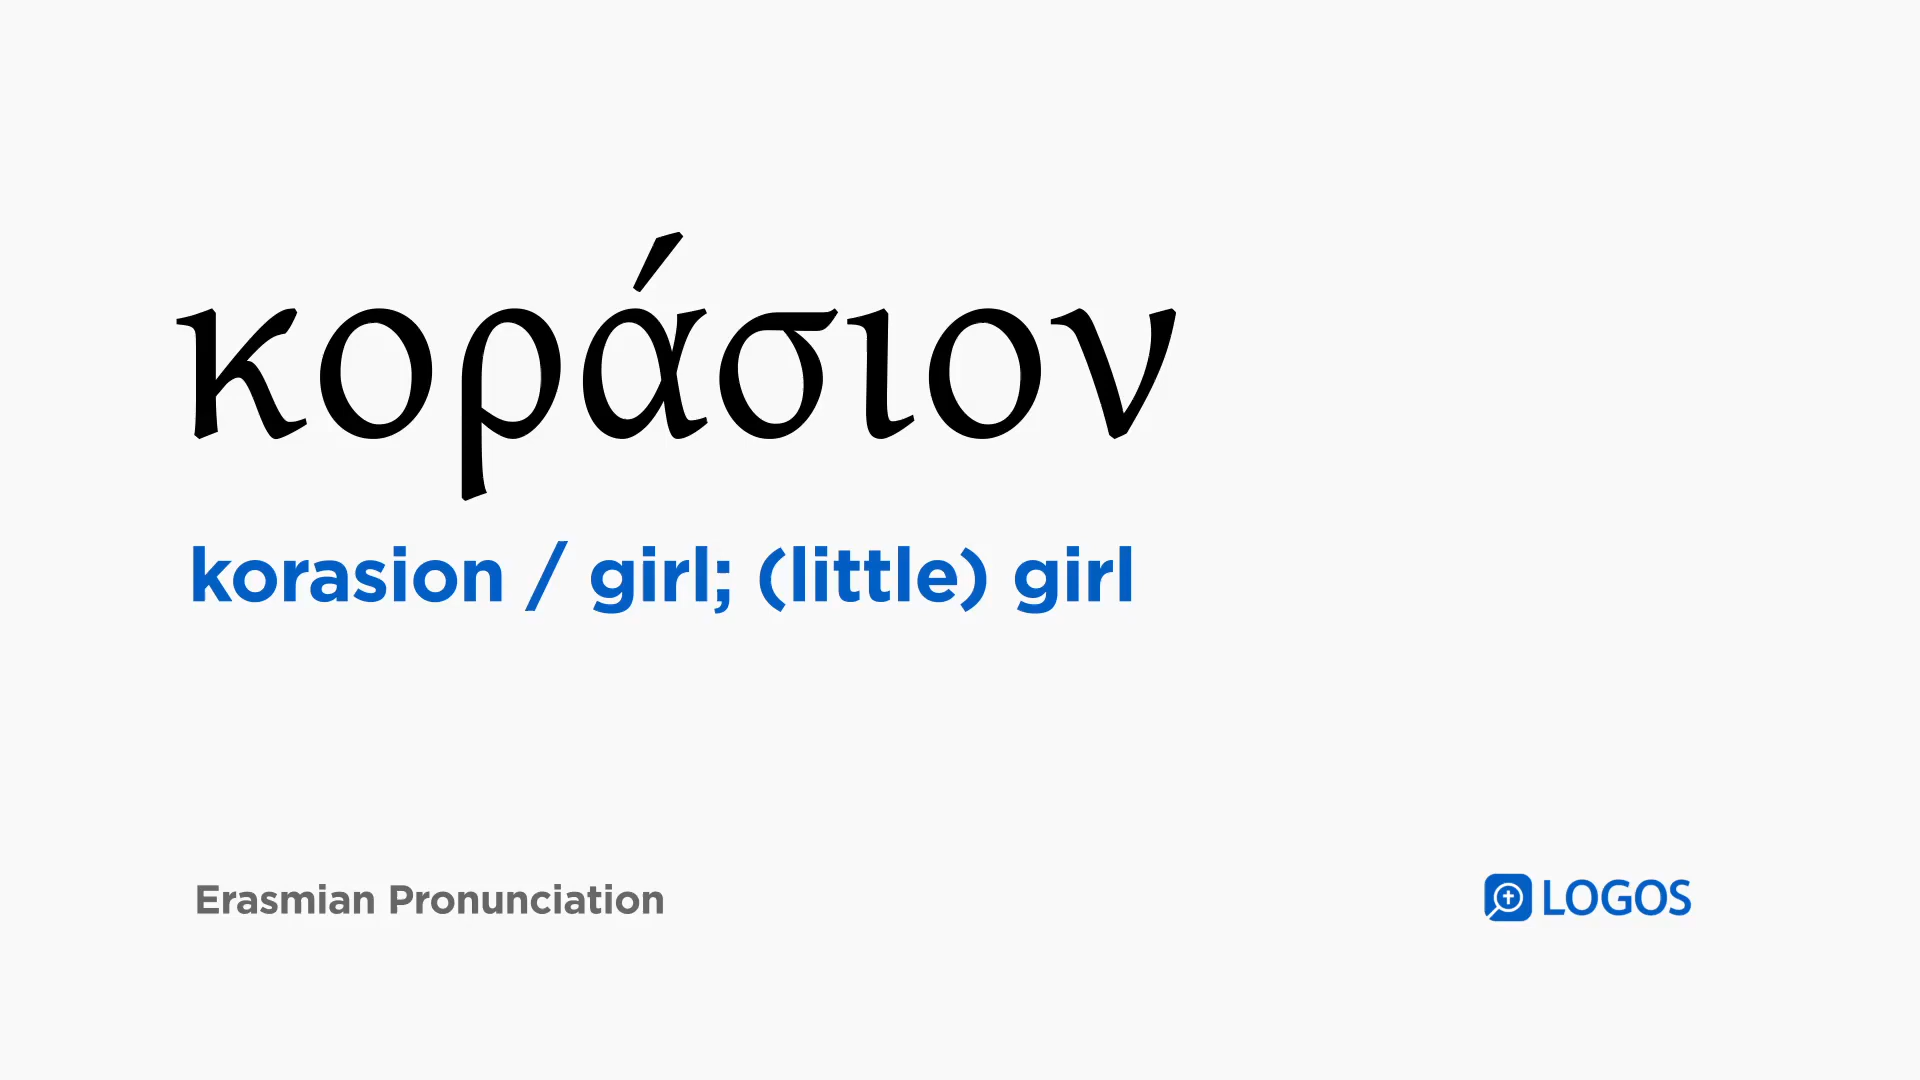 κοράσιον
korasion / girl; (little) girl
Erasmian Pronunciation
LOGOS